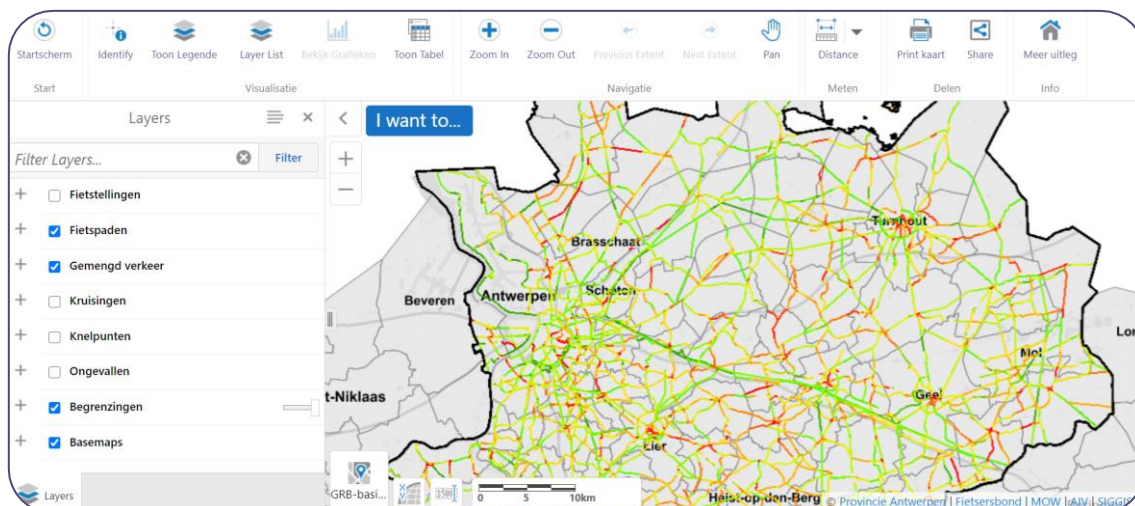 Startscherm
Identify
Toon Legende
Layer List
Bekijk Grafieken
Toon Tabel
Zoom In
Zoom Out
Previous Extent
Next Extent
Pan
Distance
Print kaart
Share
Meer uitleg
Start
Visualisatie
Navigatie
Meten
Delen
Info
Layers
I want to...
Filter Layers...
Filter
Fietstellingen
Fietspaden
Gemengd verkeer
Kruisingen
Knelpunten
Ongevallen
Begrenzingen
Basemaps
Layers
Turnhout
Brasschaat
Schoten
Beveren
Antwerpen
Mol
Geel
t-Niklaas
Lier
Heist-op-den-Berg
GRB-basi...
0 5 10km
© Provincie Antwerpen | Fietsersbond | MOW | AIV | SIGGIS